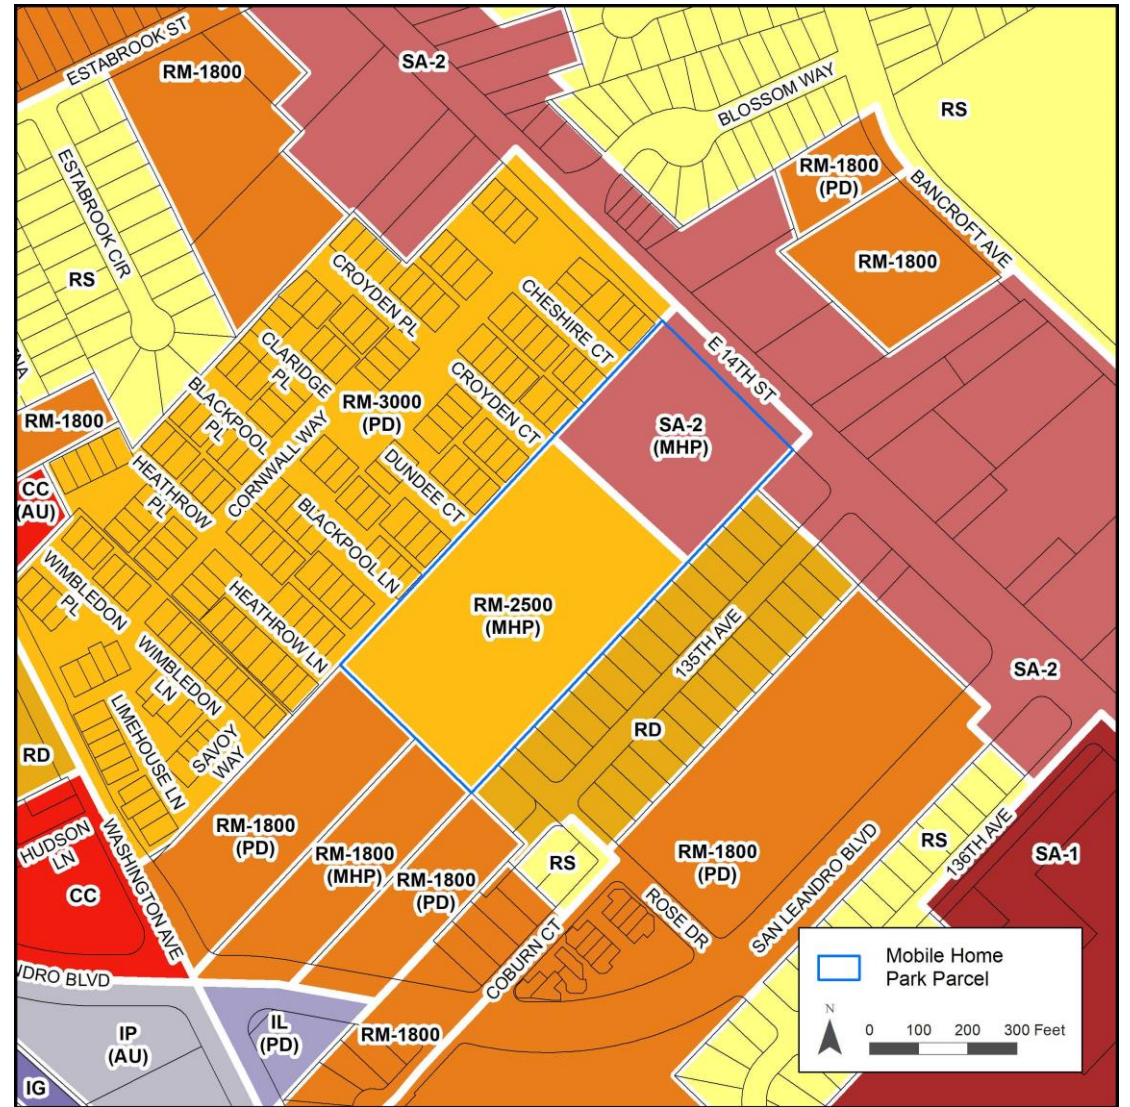 ESTABROOK ST
RM-1800
SA-2
BLOSSOM WAY
RS
RM-1800
(PD)
BANCROFT AVE
ESTABROOK CIR
RS
RM-1800
CROYDEN PL
CHESHIRE CT
E 14TH ST
CLARIDGE
PL
BLACKPOOL
PL
RM-3000
(PD)
CROYDEN CT
RM-1800
CORNWALL WAY
SA-2
(MHP)
HEATHROW
PL
DUNDEE CT
CC
(AU)
BLACKPOOL LN
WIMBLEDON
PL
RM-2500
(MHP)
HEATHROW LN
135TH AVE
WIMBLEDON
LN
SA-2
LIMEHOUSE LN
SAVOY
WAY
RD
RD
HUDSON
LN
WASHINGTON AVE
RM-1800
(PD)
RM-1800
(MHP)
RM-1800
(PD)
RS
RM-1800
(PD)
SAN LEANDRO BLVD
RS
136TH AVE
SA-1
CC
ROSE DR
COBURN CT
NDRO BLVD
IP
(AU)
IL
(PD)
RM-1800
IG
Mobile Home
Park Parcel
N
0 100 200 300 Feet